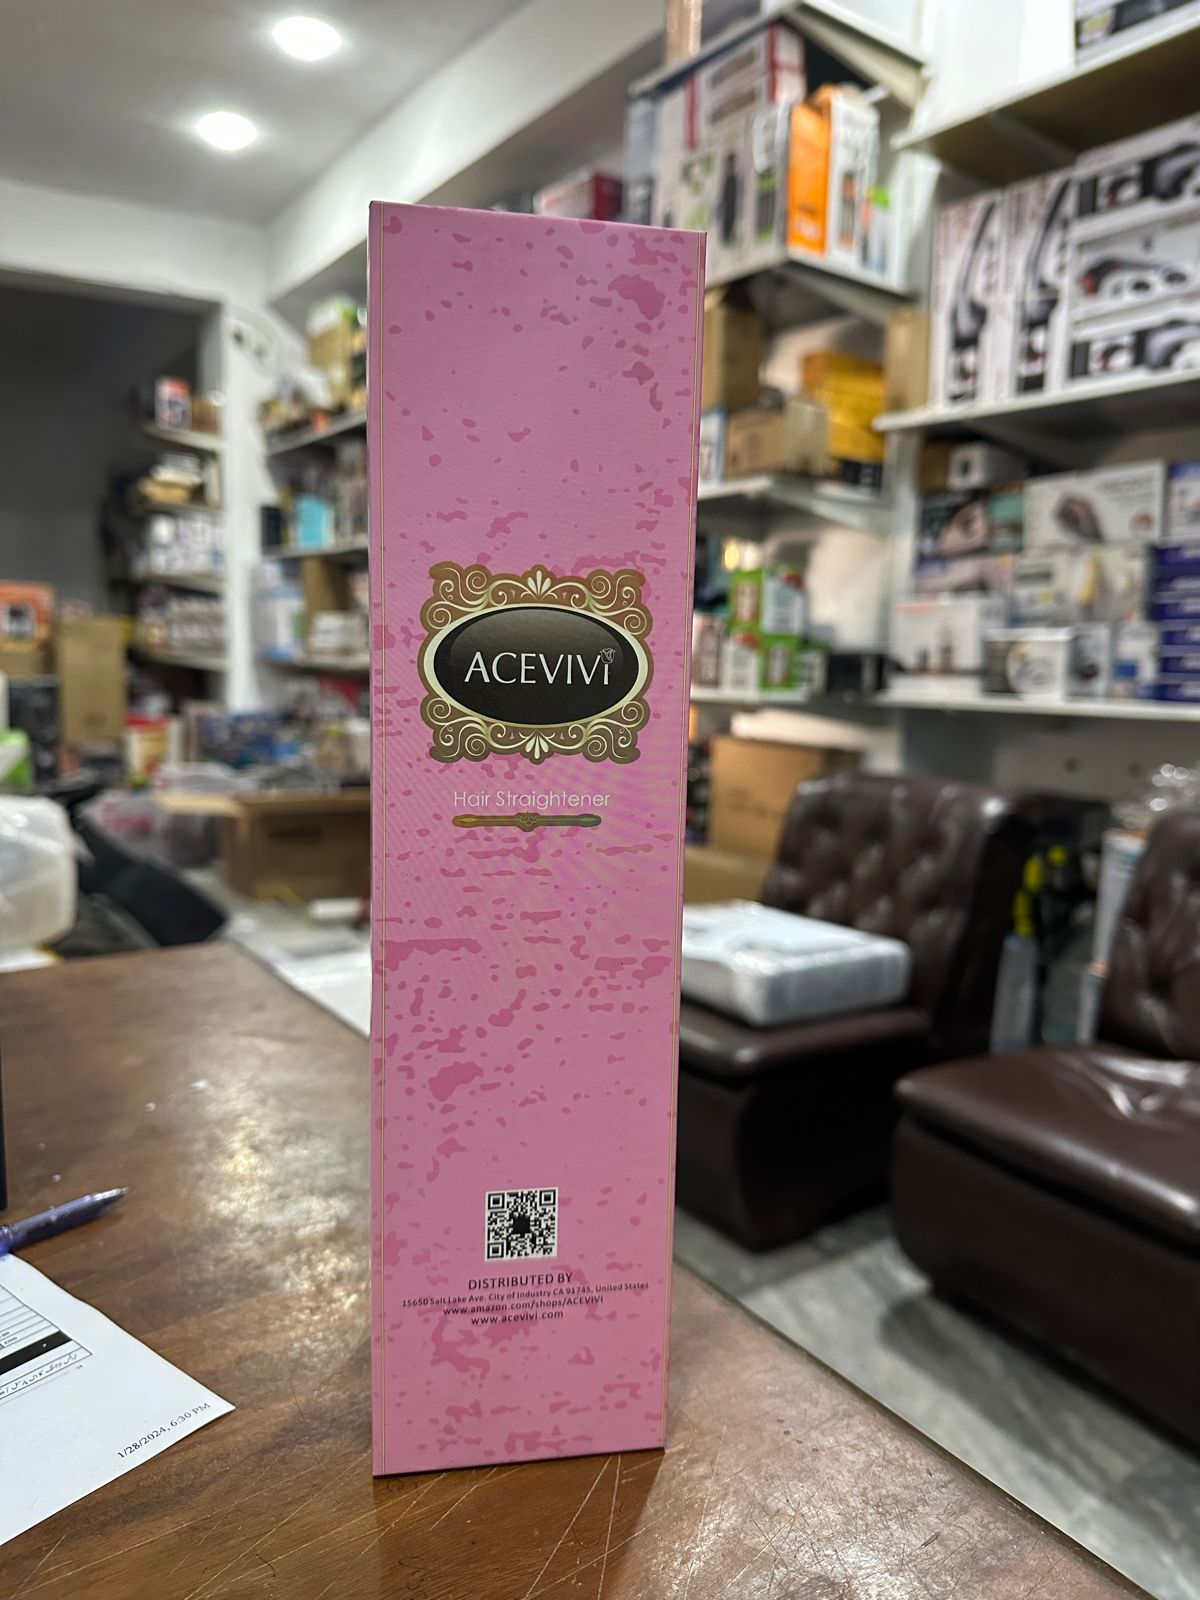 ACEVIVI
Hair Straightener
DISTRIBUTED BY
15650 Salt Lake Ave. City of Industry CA 91745, United States
www.amazon.com/shops/ACEVIVI
www.acevivi.com
1/28/2024, 6:30 PM